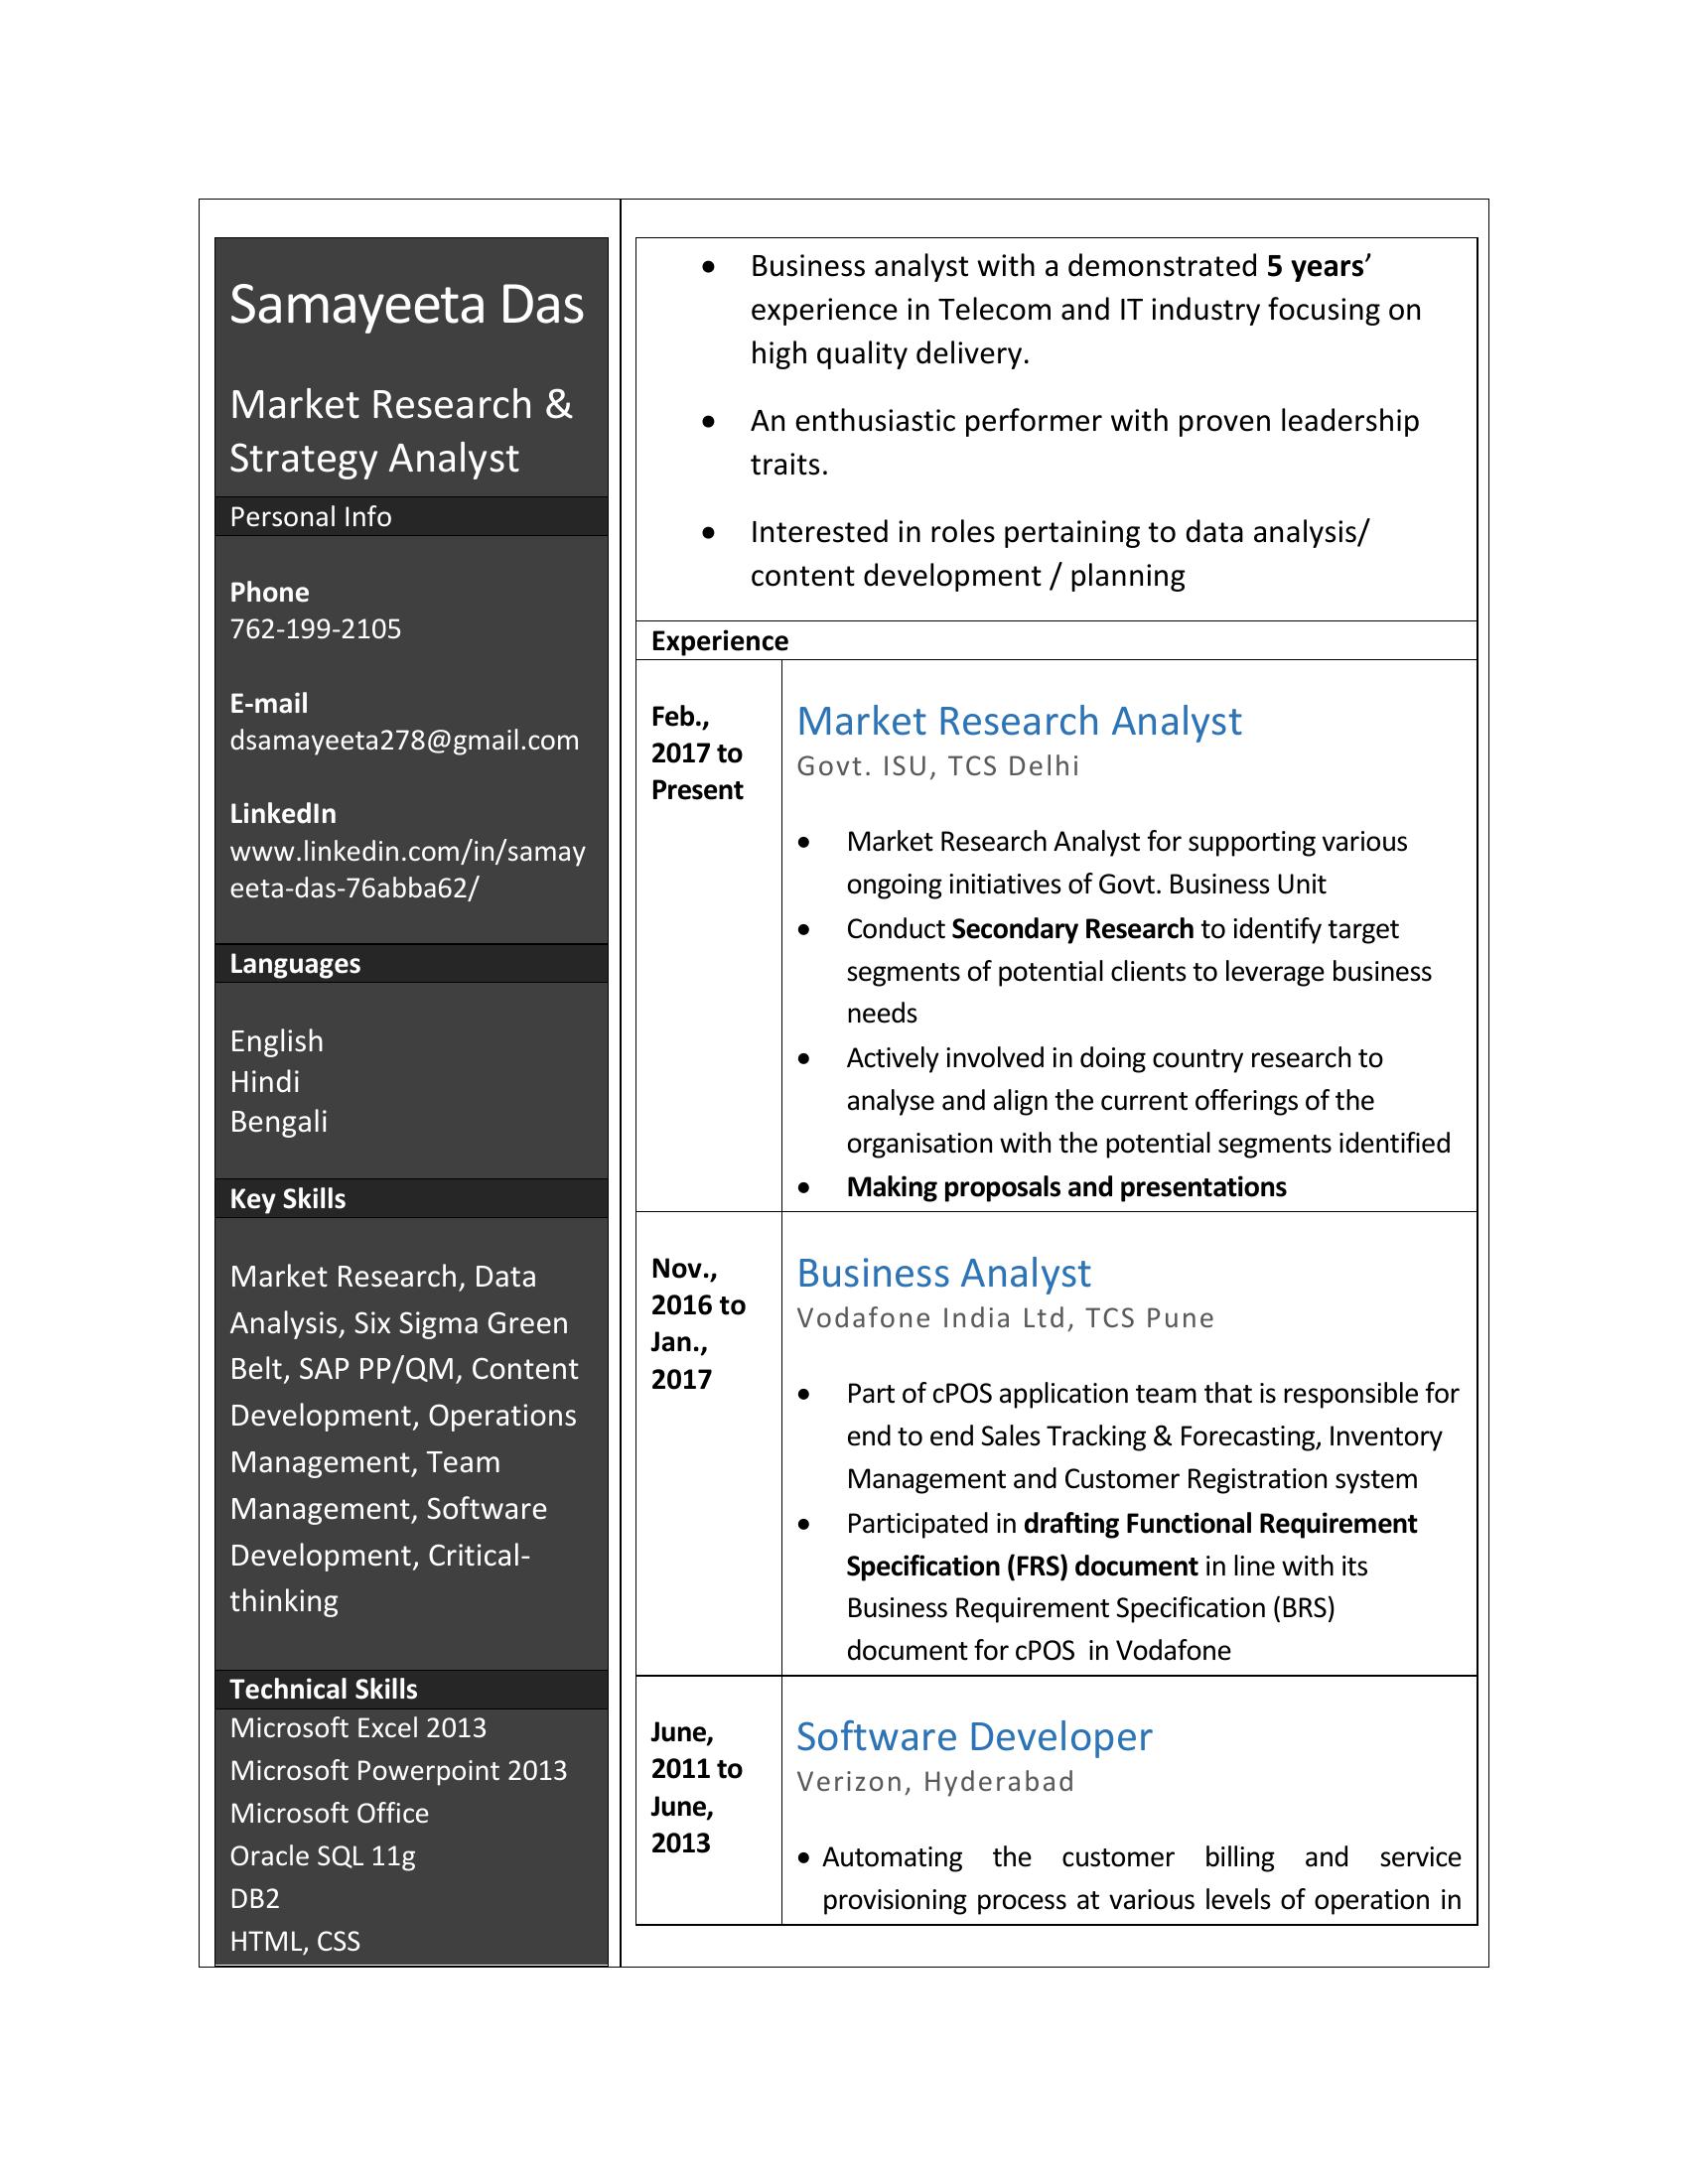 Samayeeta Das
Market Research &
Strategy Analyst
Personal Info
Phone
762-199-2105
E-mail
dsamayeeta278@gmail.com
LinkedIn
www.linkedin.com/in/samay
eeta-das-76abba62/
Languages
English
Hindi
Bengali
Key Skills
Market Research, Data
Analysis, Six Sigma Green
Belt, SAP PP/QM, Content
Development, Operations
Management, Team
Management, Software
Development, Critical-
thinking
Technical Skills
Microsoft Excel 2013
Microsoft Powerpoint 2013
Microsoft Office
Oracle SQL 11g
DB2
HTML, CSS
• Business analyst with a demonstrated 5 years’
experience in Telecom and IT industry focusing on
high quality delivery.
• An enthusiastic performer with proven leadership
traits.
• Interested in roles pertaining to data analysis/
content development / planning
Experience
Feb.,
2017 to
Present
Market Research Analyst
Govt. ISU, TCS Delhi
• Market Research Analyst for supporting various
ongoing initiatives of Govt. Business Unit
• Conduct Secondary Research to identify target
segments of potential clients to leverage business
needs
• Actively involved in doing country research to
analyse and align the current offerings of the
organisation with the potential segments identified
• Making proposals and presentations
Nov.,
2016 to
Jan.,
2017
Business Analyst
Vodafone India Ltd, TCS Pune
• Part of cPOS application team that is responsible for
end to end Sales Tracking & Forecasting, Inventory
Management and Customer Registration system
• Participated in drafting Functional Requirement
Specification (FRS) document in line with its
Business Requirement Specification (BRS)
document for cPOS in Vodafone
June,
2011 to
June,
2013
Software Developer
Verizon, Hyderabad
• Automating the customer billing and service
provisioning process at various levels of operation in